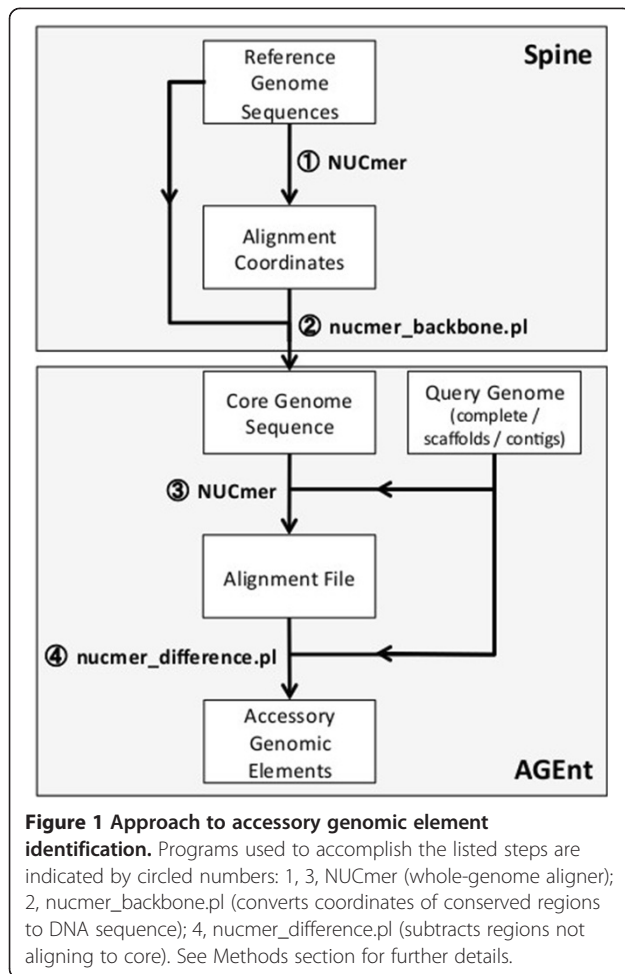 Spine
Reference
Genome
Sequences
① NUCmer
Alignment
Coordinates
② nucmer_backbone.pl
Core Genome
Sequence
Query Genome
(complete /
scaffolds / contigs)
③ NUCmer
Alignment File
④ nucmer_difference.pl
Accessory
Genomic
Elements
AGEnt
Figure 1 Approach to accessory genomic element
identification. Programs used to accomplish the listed steps are
indicated by circled numbers: 1, 3, NUCmer (whole-genome aligner);
2, nucmer_backbone.pl (converts coordinates of conserved regions
to DNA sequence); 4, nucmer_difference.pl (subtracts regions not
aligning to core). See Methods section for further details.